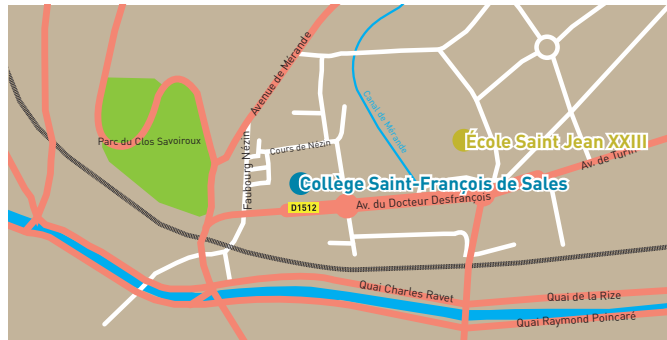 Avenue de Mérande
Canal de Mérande
École Saint Jean XXIII
Parc du Clos Savoiroux
Faubourg Nézin
Cours de Nézin
Av. de Turin
Collège Saint-François de Sales
D1512
Av. du Docteur Desfrançois
Quai Charles Ravet
Quai de la Rize
Quai Raymond Poincaré